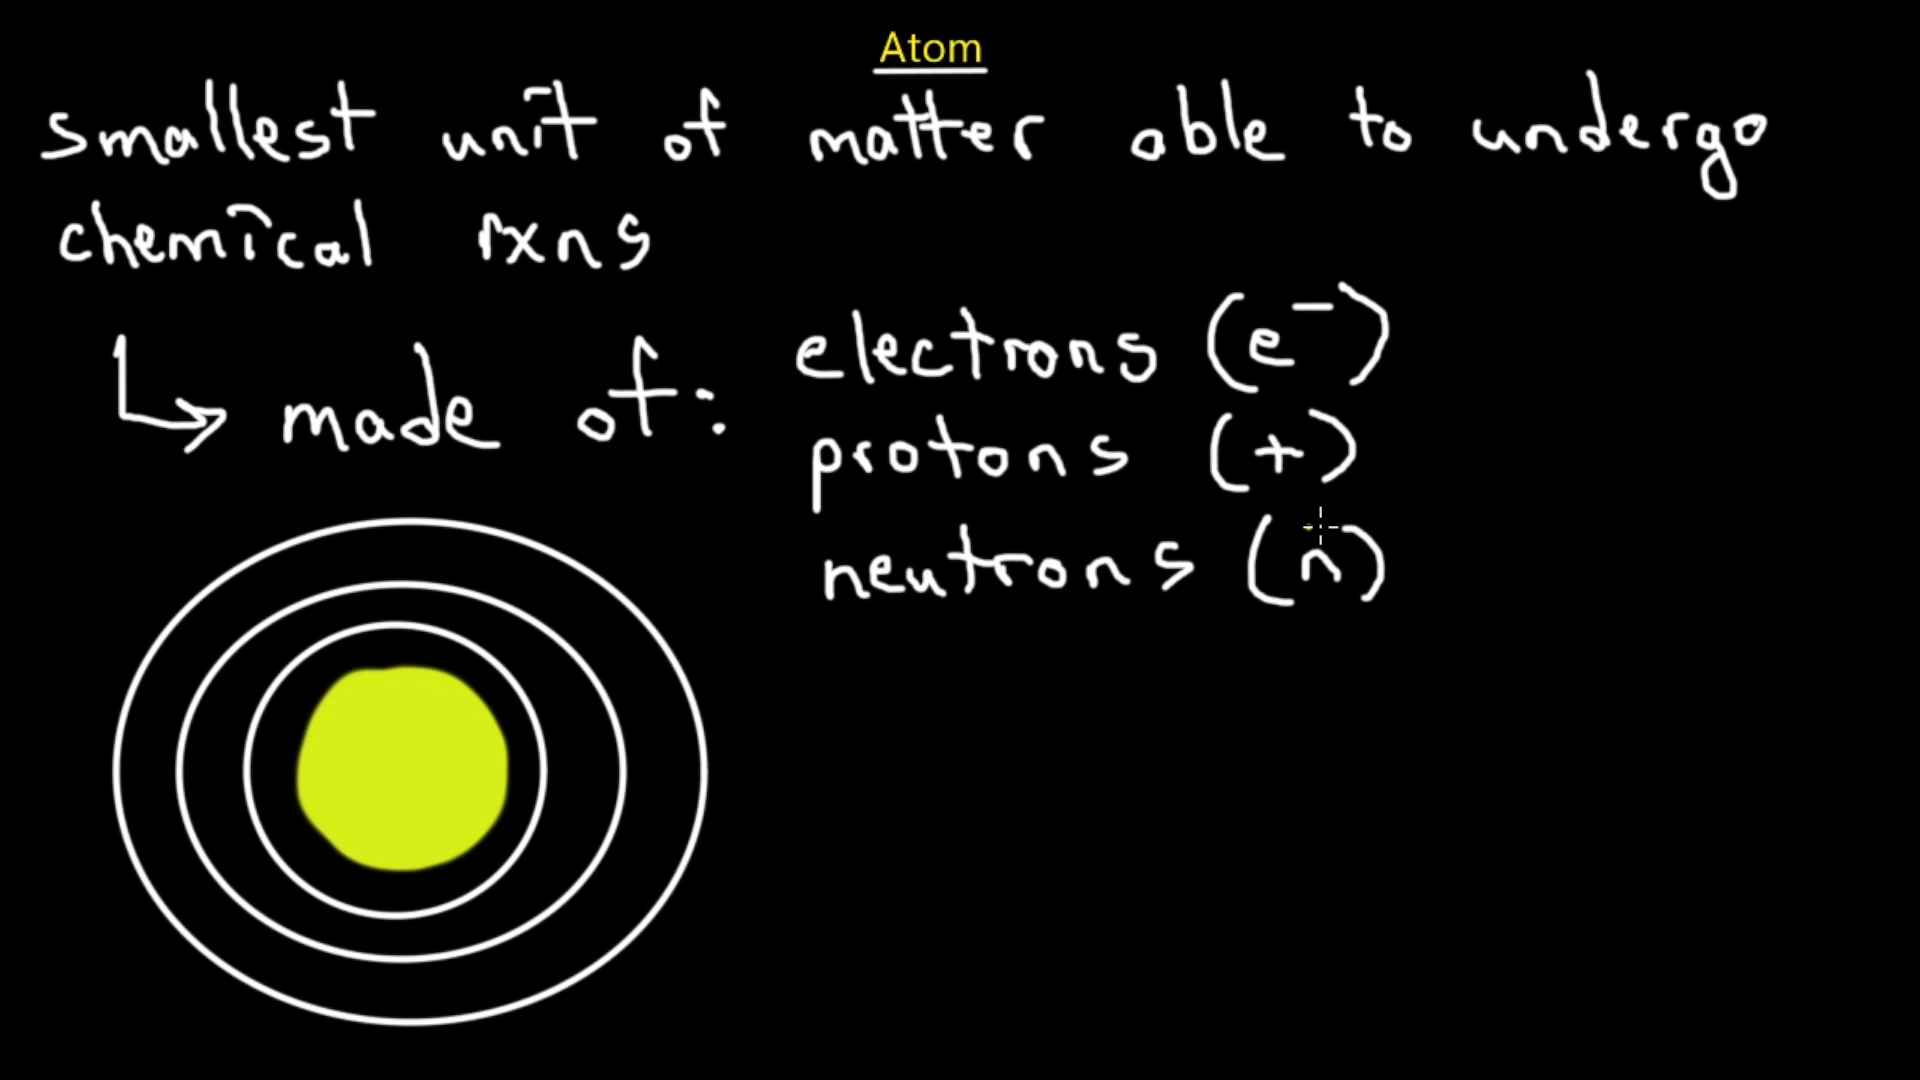 Atom
smallest unit of matter able to undergo
chemical rxns
made of: electrons (e⁻)
protons (+)
neutrons (n)